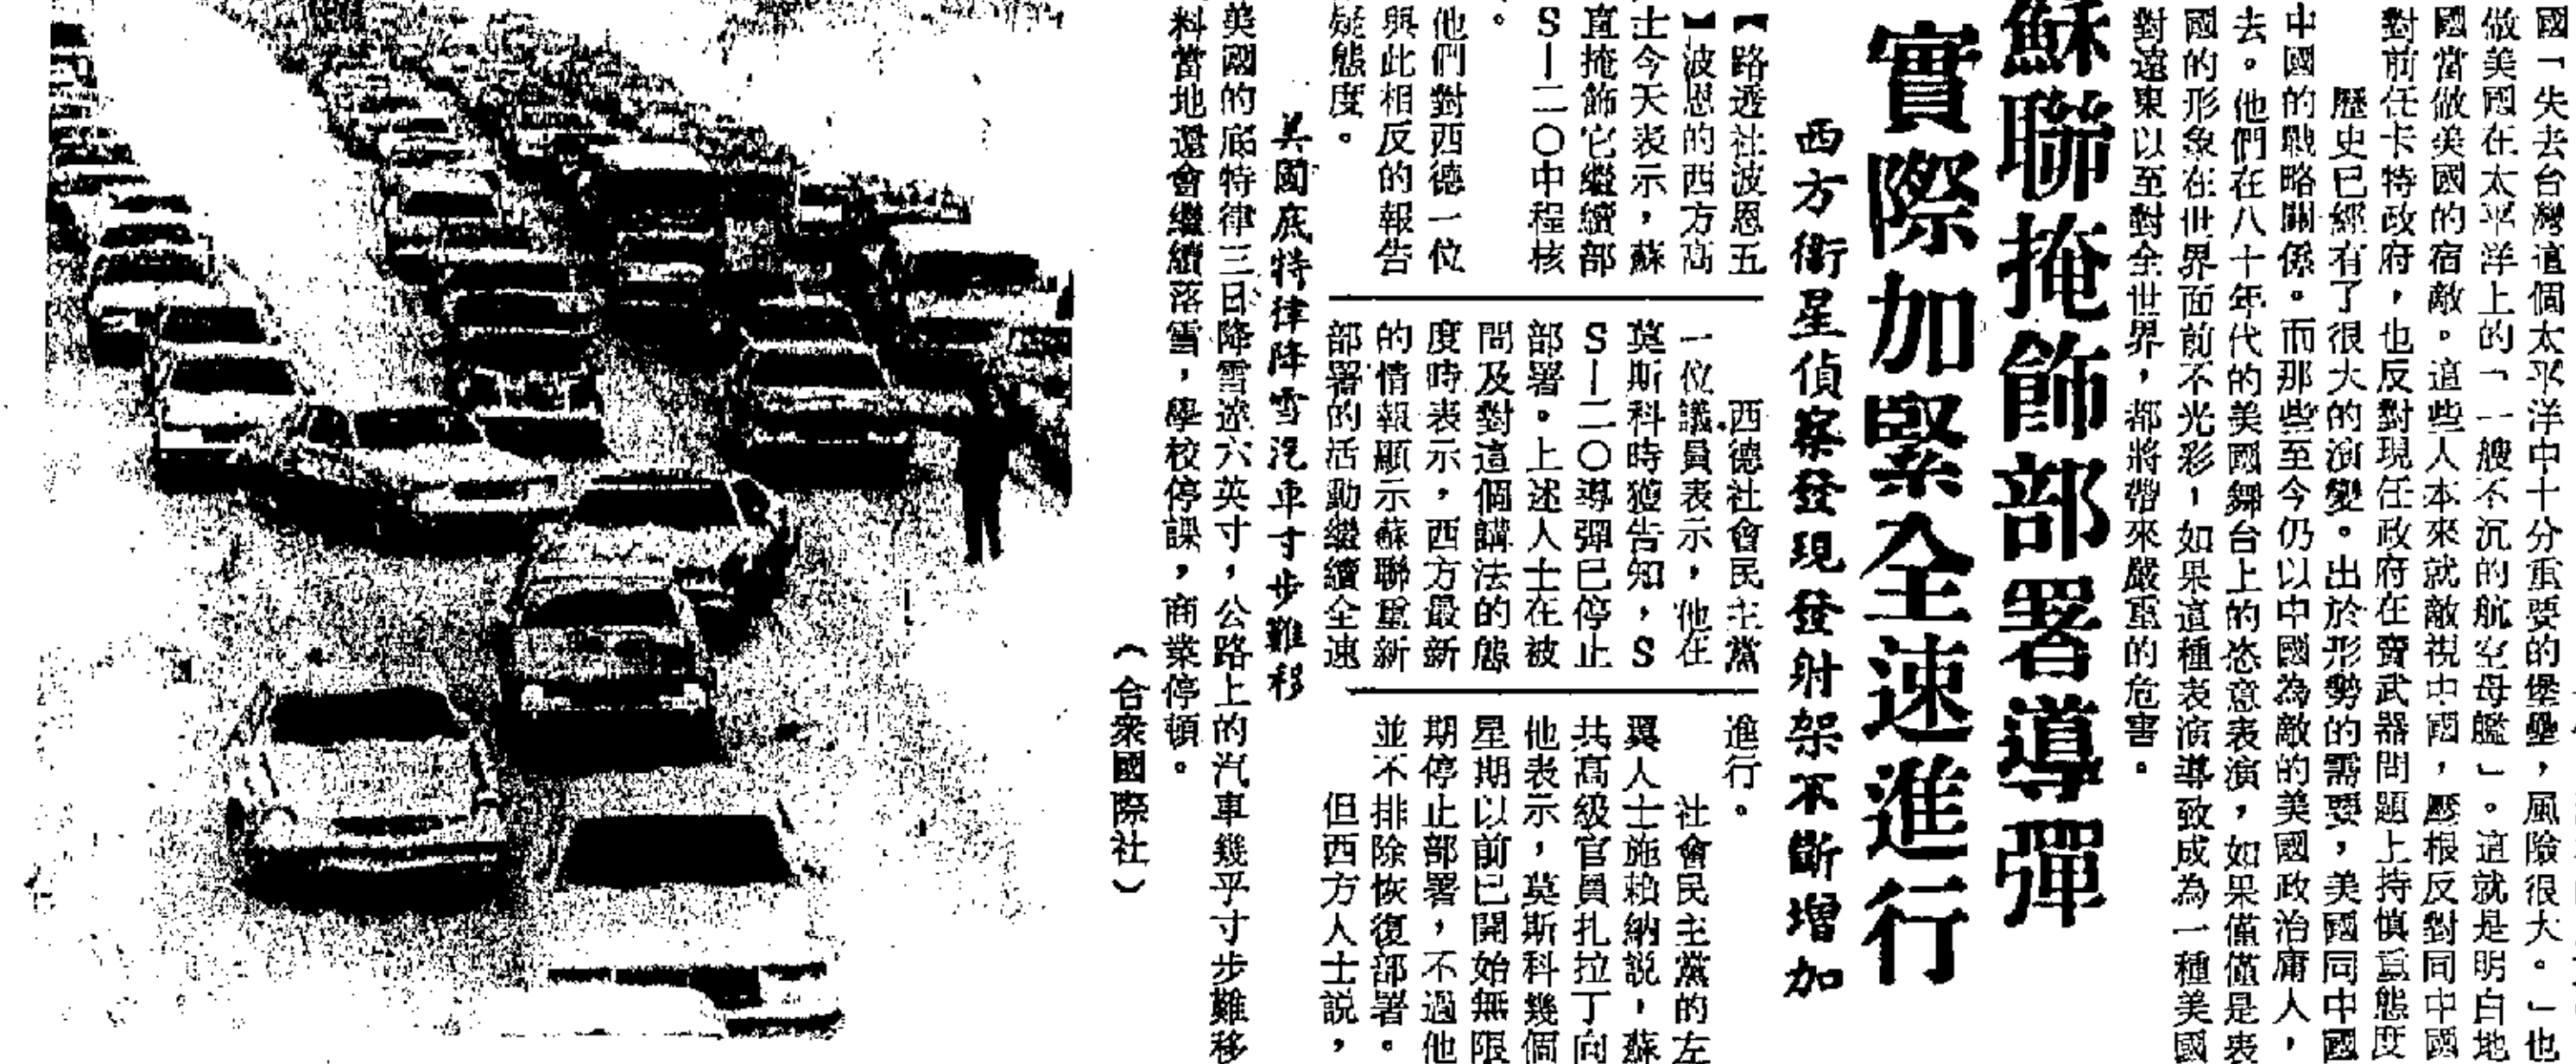 國「失去台灣這個太平洋中十分重要的堡壘，風險很大。」也
做美國在太平洋上的「一艘不沉的航空母艦」。這就是明白地
國當做美國的宿敵。這些人本來就敵視中國，壓根反對同中國
對前任卡特政府，也反對現任政府在賣武器問題上持慎重態度
歷史已經有了很大的演變。出於形勢的需要，美國同中國
中國的戰略關係。而那些至今仍以中國為敵的美國政治庸人，
去。他們在八十年代的美國舞台上的恣意表演，如果僅僅是表
國的形象在世界面前不光彩，如果這種表演導致成為一種美國
對遠東以至對全世界，都將帶來嚴重的危害。
蘇聯掩飾部署導彈
實際加緊全速進行
西方衞星偵察發現發射架不斷增加
【路透社波恩五
】波恩的西方高
士今天表示，蘇
直掩飾它繼續部
S－二〇中程核
。
他們對西德一位
與此相反的報告
疑態度。
西德社會民主黨
一位議員表示，他在
莫斯科時獲告知，S
S－二〇導彈已停止
部署。上述人士在被
問及對這個講法的態
度時表示，西方最新
的情報顯示蘇聯重新
部署的活動繼續全速
進行。
社會民主黨的左
翼人士施賴納説，蘇
共高級官員扎拉丁向
他表示，莫斯科幾個
星期以前已開始無限
期停止部署，不過他
並不排除恢復部署。
但西方人士説，
美國底特律降雪汽車寸步難移
美國的底特律三日降雪達六英寸，公路上的汽車幾乎寸步難移
料當地還會繼續落雪，學校停課，商業停頓。
（合衆國際社）